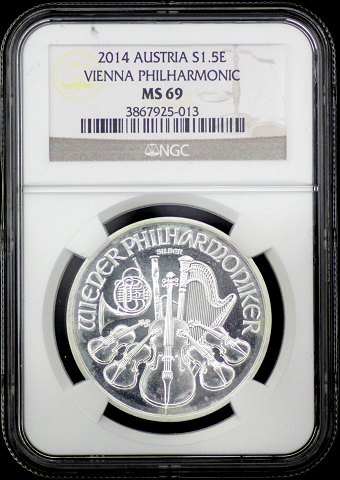 2014 AUSTRIA S1.5E
VIENNA PHILHARMONIC
MS 69
3867925-013
NGC
WIENER PHILHARMONIKER
SILBER